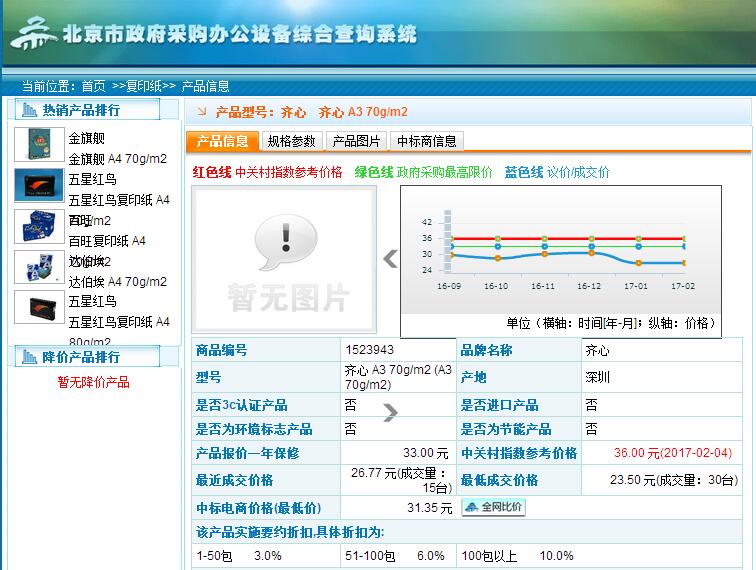 北京市政府采购办公设备综合查询系统
当前位置：首页 >>复印纸>> 产品信息
热销产品排行
金旗舰
金旗舰 A4 70g/m2
五星红鸟
五星红鸟复印纸 A4
百旺
百旺复印纸 A4
达伯埃
达伯埃 A4 70g/m2
五星红鸟
五星红鸟复印纸 A4
80g/m2
降价产品排行
暂无降价产品
产品型号：齐心 齐心 A3 70g/m2
产品信息 规格参数 产品图片 中标商信息
红色线 中关村指数参考价格 绿色线 政府采购最高限价 蓝色线 议价/成交价
暂无图片
42
36
30
24
16-09 16-10 16-11 16-12 17-01 17-02
单位（横轴：时间[年-月]；纵轴：价格）
商品编号 1523943 品牌名称 齐心
型号 齐心 A3 70g/m2 (A3 70g/m2) 产地 深圳
是否3c认证产品 否 是否进口产品 否
是否为环境标志产品 否 是否为节能产品 否
产品报价一年保修 33.00 元 中关村指数参考价格 36.00 元(2017-02-04)
最近成交价格 26.77 元(成交量：15台) 最低成交价格 23.50 元(成交量：30台)
中标电商价格(最低价) 31.35 元 全网比价
该产品实施要约折扣,具体折扣为:
1-50包 3.0% 51-100包 6.0% 100包以上 10.0%